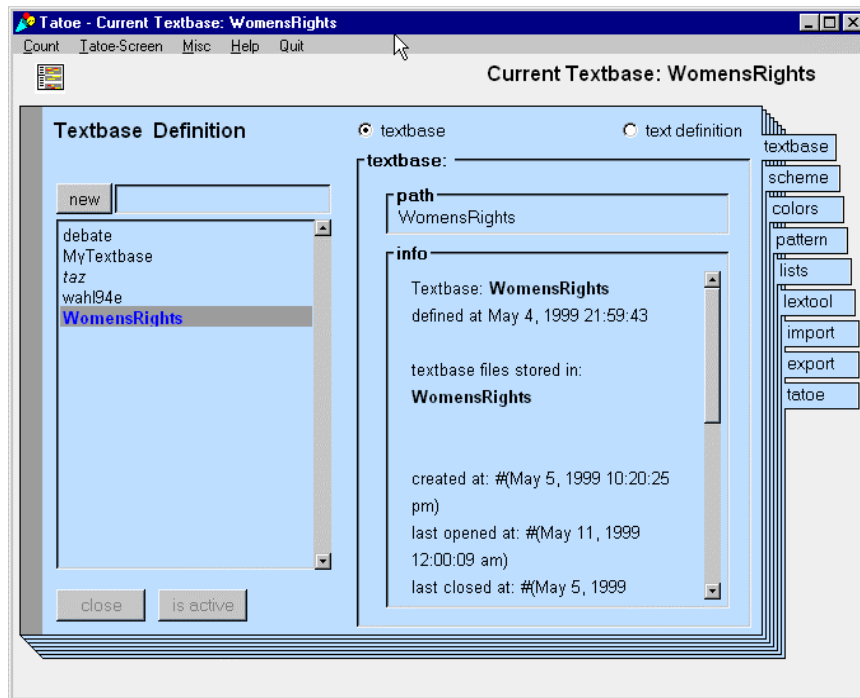 Tatoe - Current Textbase: WomensRights
Count Tatoe-Screen Misc Help Quit
Current Textbase: WomensRights
Textbase Definition
textbase
text definition
new
debate
MyTextbase
taz
wahl94e
WomensRights
close
is active
textbase:
path
WomensRights
info
Textbase: WomensRights
defined at May 4, 1999 21:59:43
textbase files stored in:
WomensRights
created at: #(May 5, 1999 10:20:25
pm)
last opened at: #(May 11, 1999
12:00:09 am)
last closed at: #(May 5, 1999
textbase
scheme
colors
pattern
lists
lextool
import
export
tatoe